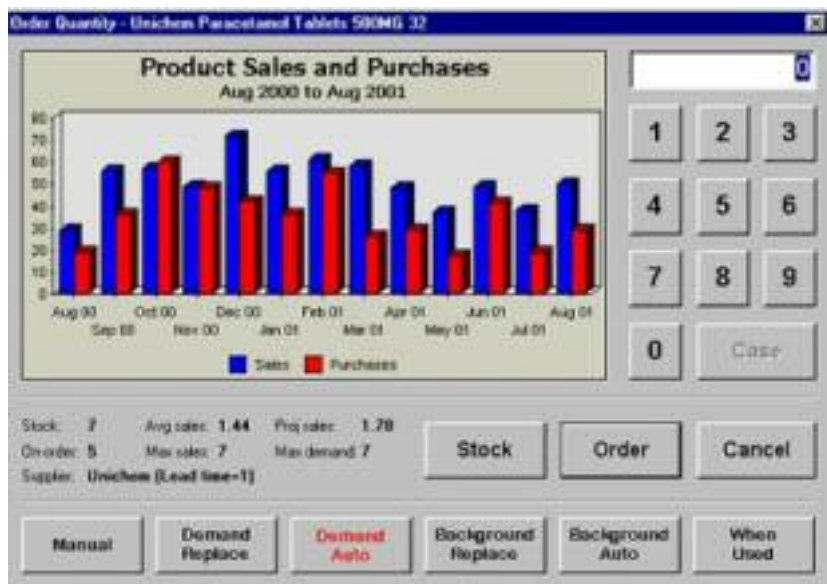 Order Quantity - Unichem Paracetamol Tablets 500MG 32
Product Sales and Purchases
Aug 2000 to Aug 2001
80
70
60
50
40
30
20
10
0
Aug 00 Oct 00 Dec 00 Feb 01 Apr 01 Jun 01 Aug 01
Sep 00 Nov 00 Jan 01 Mar 01 May 01 Jul 01
Sales Purchases
0
1 2 3
4 5 6
7 8 9
0 Case
Stock: 7 Avg sales: 1.44 Proj sales: 1.78
On-order: 5 Max sales: 7 Max demand: 7
Supplier: Unichem (Lead time=1)
Stock Order Cancel
Manual
Demand Replace
Demand Auto
Background Replace
Background Auto
When Used